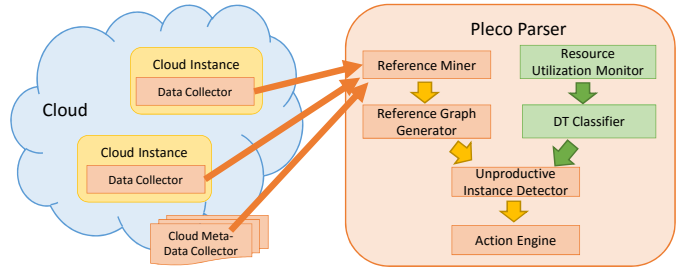 Cloud
Cloud Instance
Data Collector
Cloud Instance
Data Collector
Cloud Meta-
Data Collector
Pleco Parser
Reference Miner
Resource
Utilization Monitor
Reference Graph
Generator
DT Classifier
Unproductive
Instance Detector
Action Engine